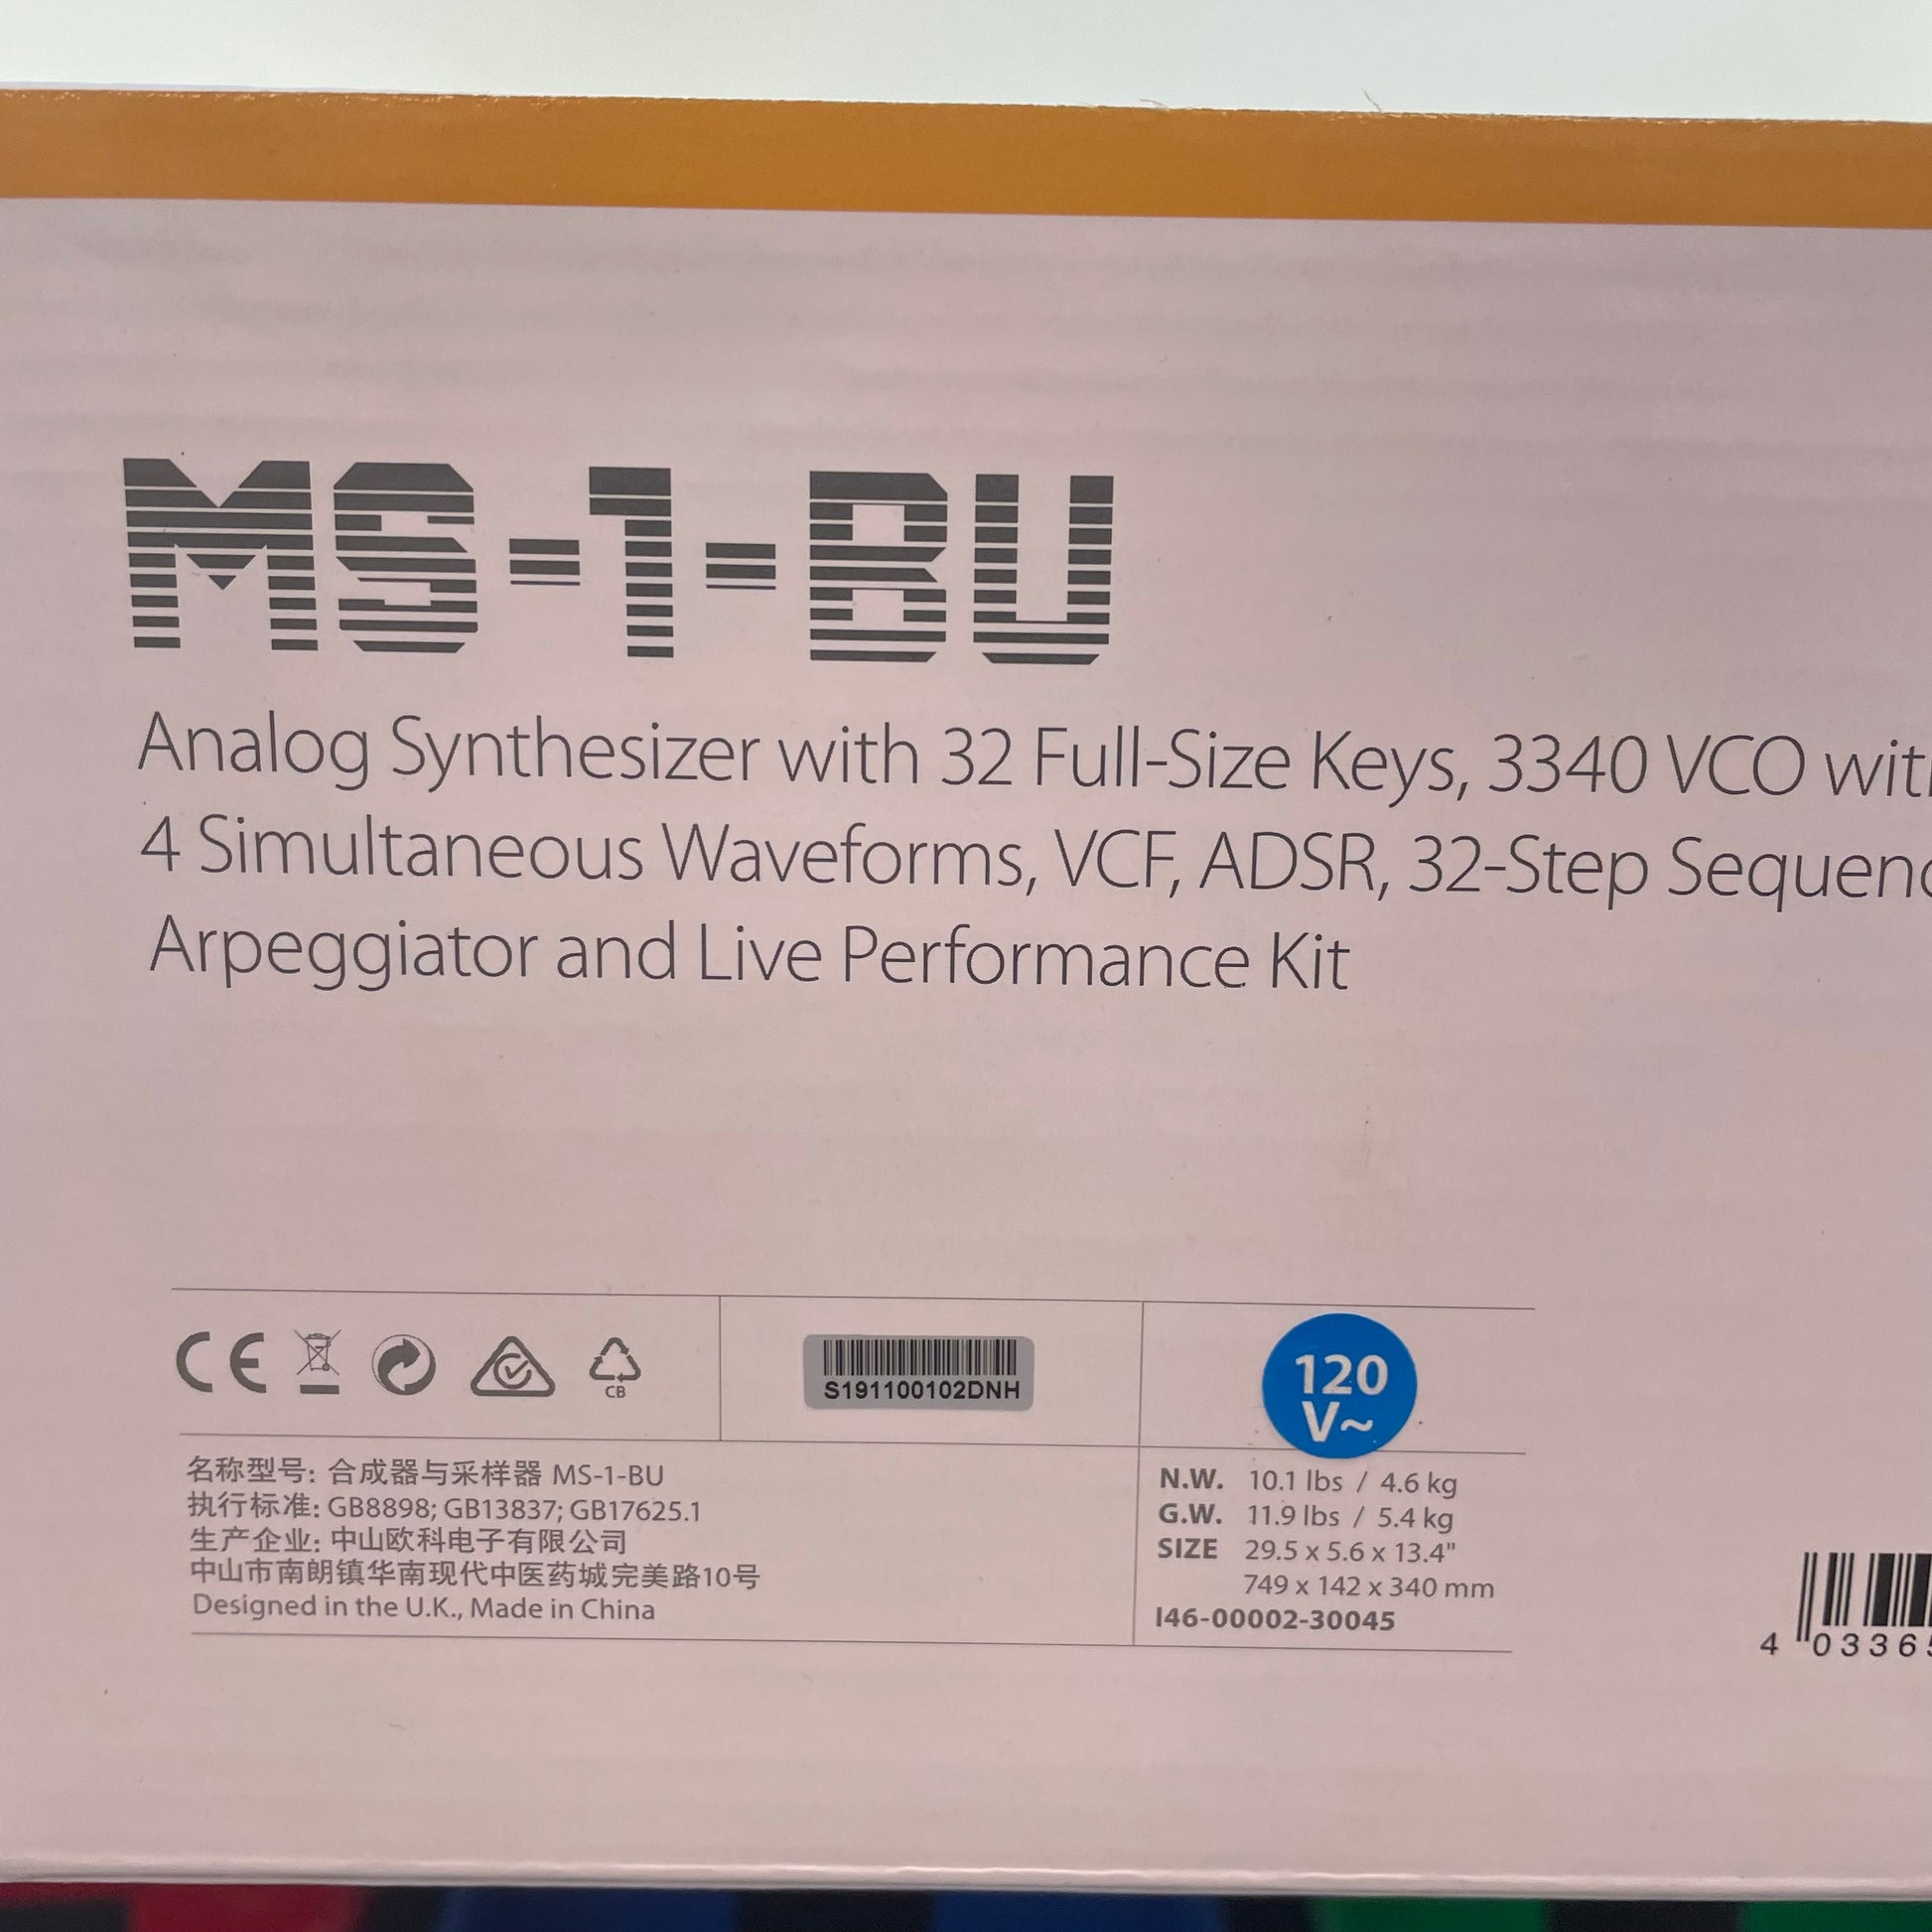 MS-1-BU
Analog Synthesizer with 32 Full-Size Keys, 3340 VCO
4 Simultaneous Waveforms, VCF, ADSR, 32-Step
Arpeggiator and Live Performance Kit
CE
CB
S191100102DNH
120
V~
名称型号: 合成器与采样器 MS-1-BU
执行标准: GB8898; GB13837; GB17625.1
生产企业: 中山欧科电子有限公司
中山市南朗镇华南现代中医药城完美路10号
Designed in the U.K., Made in China
N.W. 10.1 lbs / 4.6 kg
G.W. 11.9 lbs / 5.4 kg
SIZE 29.5 x 5.6 x 13.4"
749 x 142 x 340 mm
I46-00002-30045
4 0336